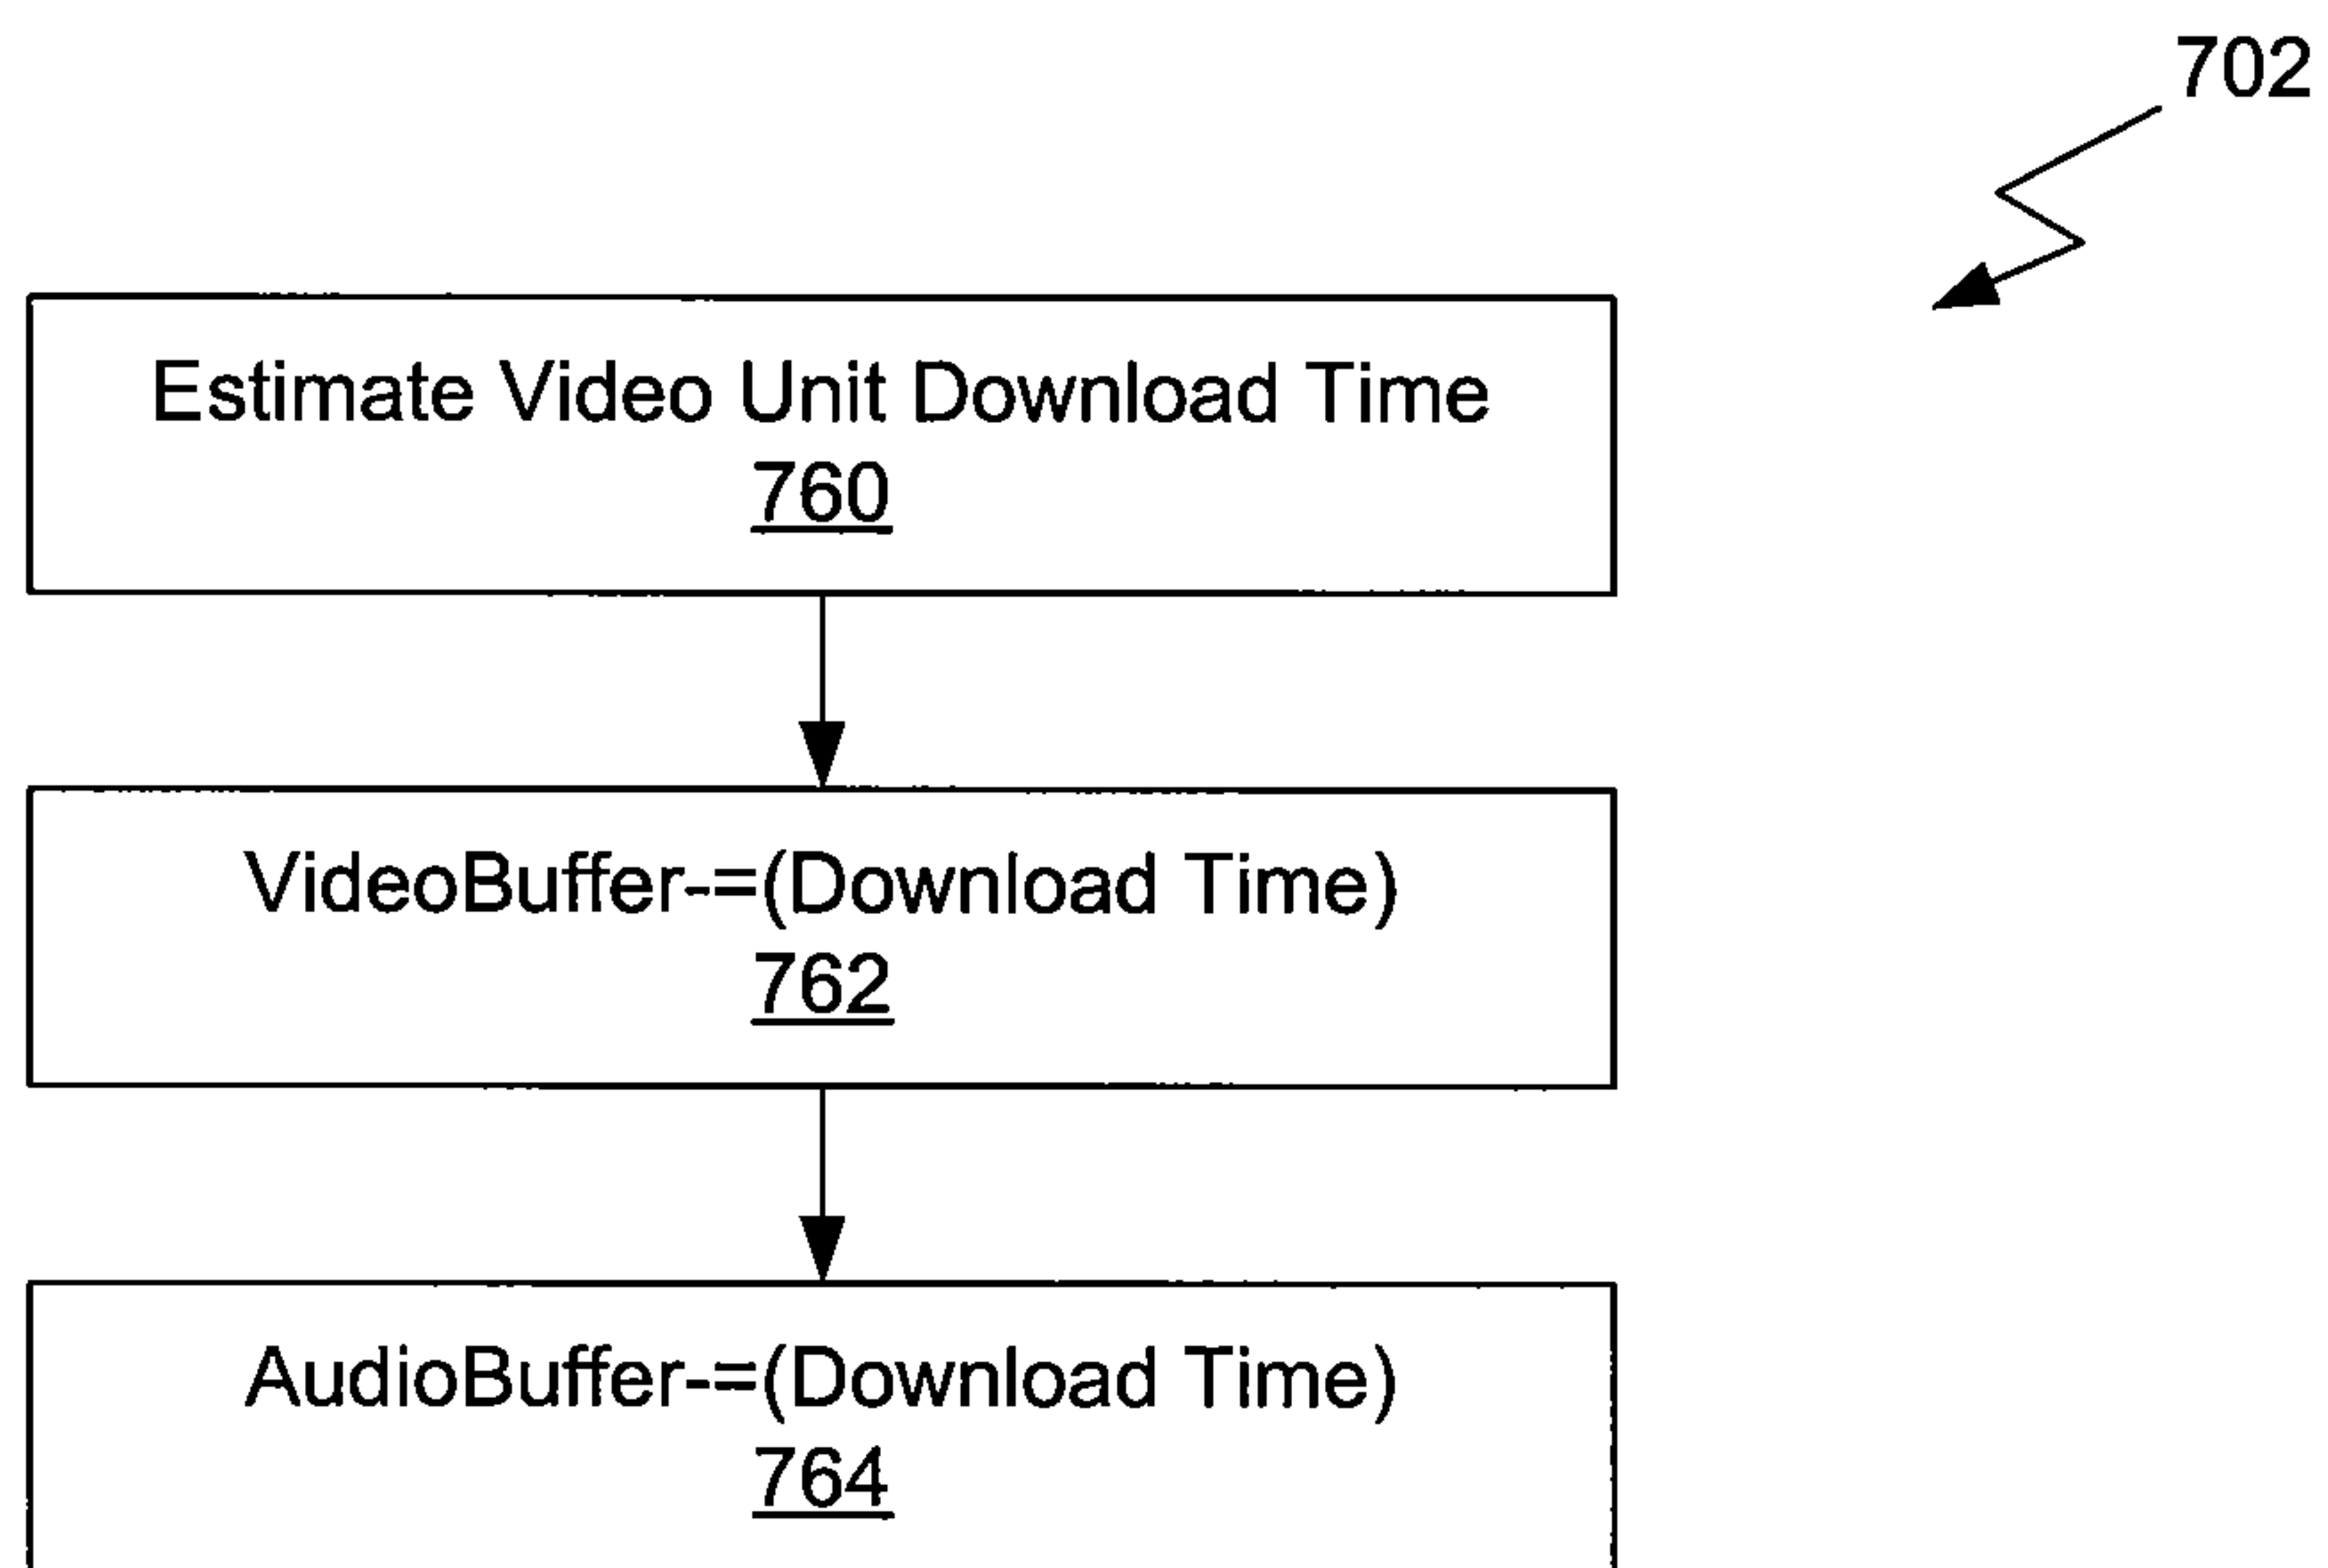 702
Estimate Video Unit Download Time
760
VideoBuffer-=(Download Time)
762
AudioBuffer-=(Download Time)
764